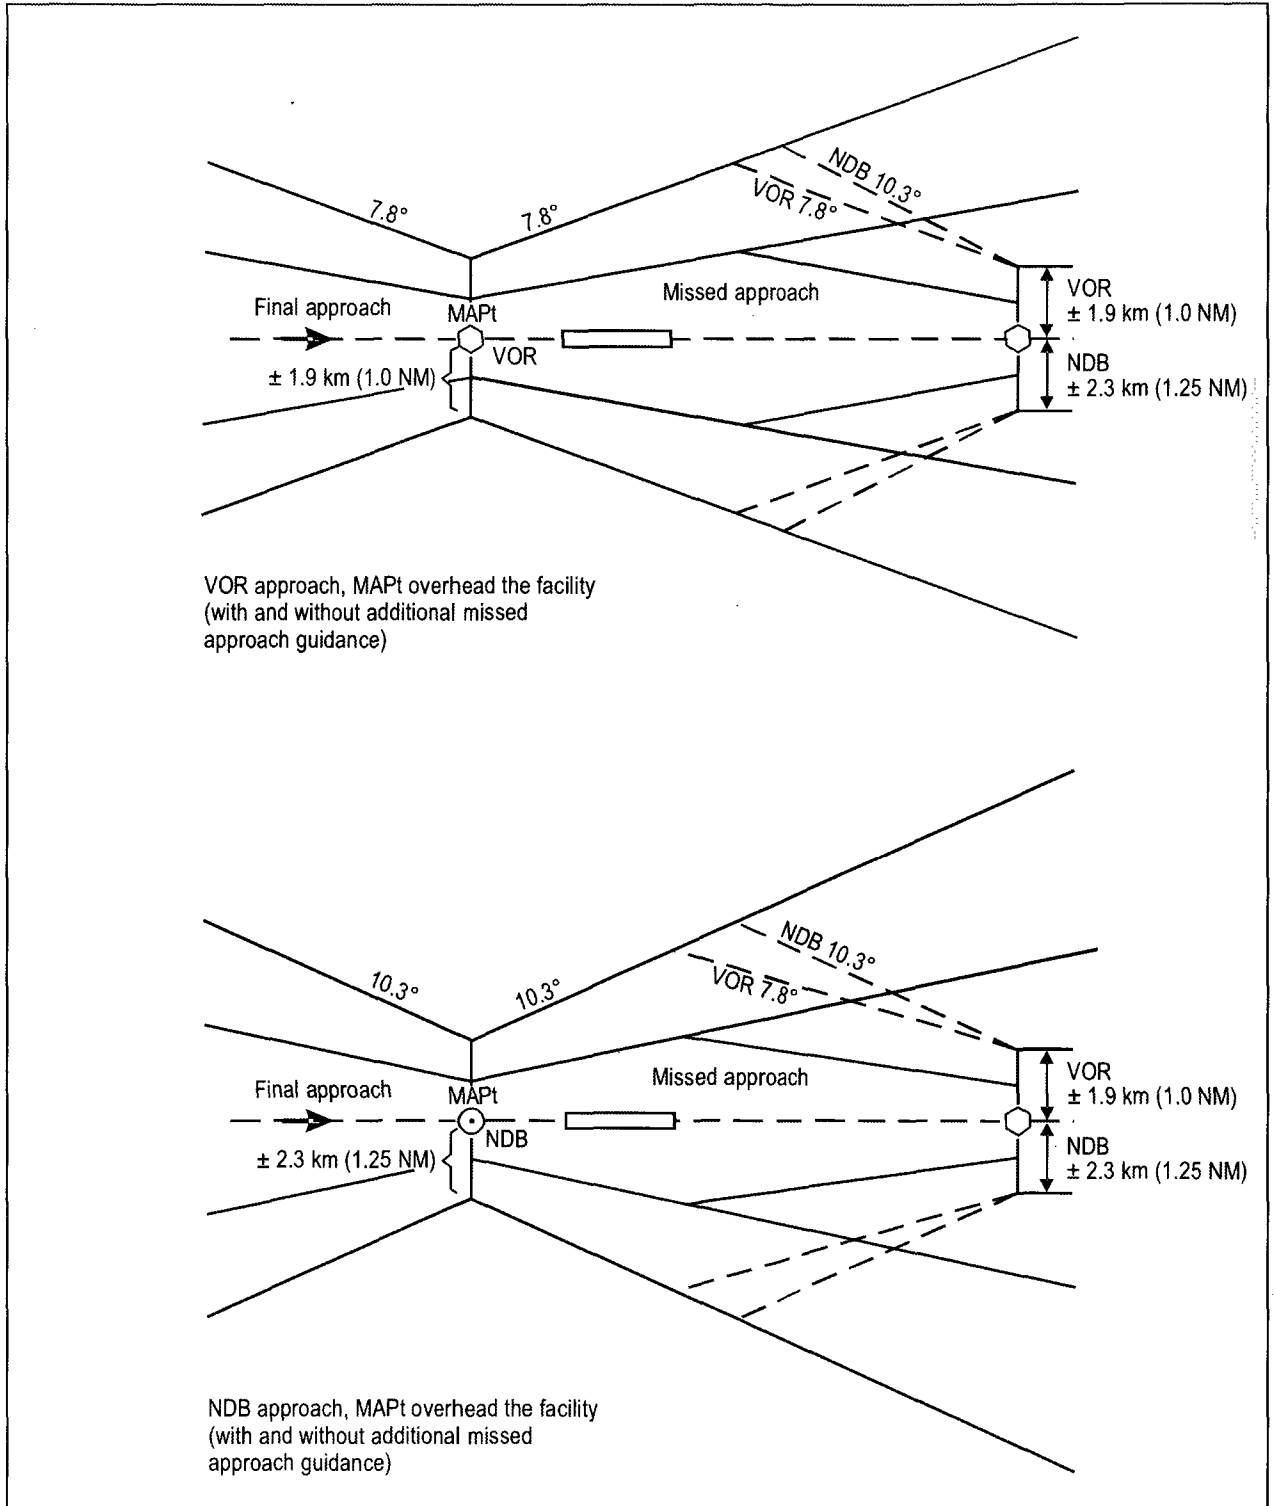 NDB 10.3°
VOR 7.8°
7.8°
7.8°
Final approach
MAPt
Missed approach
VOR
± 1.9 km (1.0 NM)
VOR
± 1.9 km (1.0 NM)
NDB
± 2.3 km (1.25 NM)
VOR approach, MAPt overhead the facility
(with and without additional missed
approach guidance)
NDB 10.3°
VOR 7.8°
10.3°
10.3°
Final approach
MAPt
Missed approach
NDB
± 2.3 km (1.25 NM)
VOR
± 1.9 km (1.0 NM)
NDB
± 2.3 km (1.25 NM)
NDB approach, MAPt overhead the facility
(with and without additional missed
approach guidance)